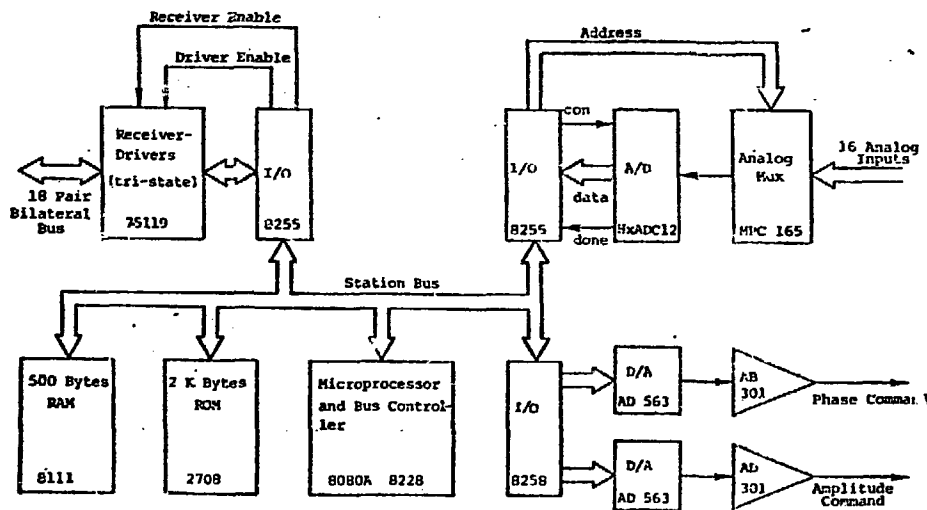 Receiver Enable
Driver Enable
Receiver-
Drivers
(tri-state)
75119
18 Pair
Bilateral
Bus
I/O
8255
Address
con
data
done
I/O
8255
A/D
HxADC12
Analog
Mux
MPC 165
16 Analog
Inputs
Station Bus
500 Bytes
RAM
8111
2 K Bytes
ROM
2708
Microprocessor
and Bus Control-
ler
8080A 8228
I/O
8258
D/A
AD 563
AB
301
Phase Comman
D/A
AD 563
AD
301
Amplitude
Command